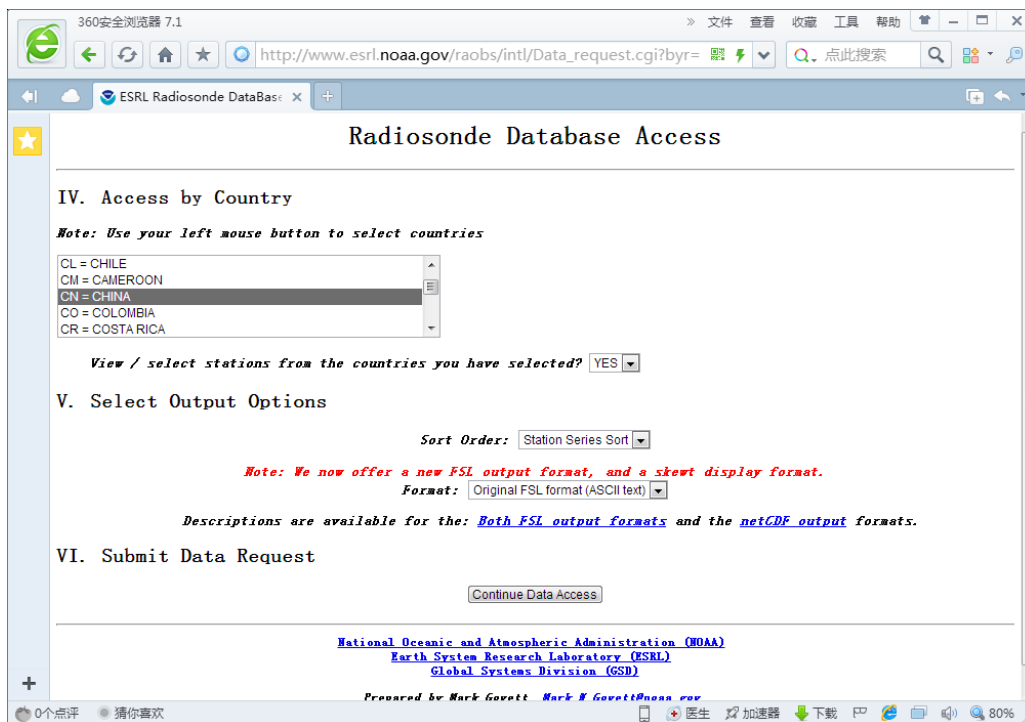 360安全浏览器 7.1
» 文件 查看 收藏 工具 帮助
http://www.esrl.noaa.gov/raobs/intl/Data_request.cgi?byr=
点此搜索
ESRL Radiosonde DataBase
Radiosonde Database Access
IV. Access by Country
Note: Use your left mouse button to select countries
CL = CHILE
CM = CAMEROON
CN = CHINA
CO = COLOMBIA
CR = COSTA RICA
View / select stations from the countries you have selected? YES
V. Select Output Options
Sort Order: Station Series Sort
Note: We now offer a new FSL output format, and a skewt display format.
Format: Original FSL format (ASCII text)
Descriptions are available for the: Both FSL output formats and the netCDF output formats.
VI. Submit Data Request
Continue Data Access
National Oceanic and Atmospheric Administration (NOAA)
Earth System Research Laboratory (ESRL)
Global Systems Division (GSD)
Prepared by Mark Govett Mark W Govett@noaa gov
0个点评 猜你喜欢 医生 加速器 下载 80%